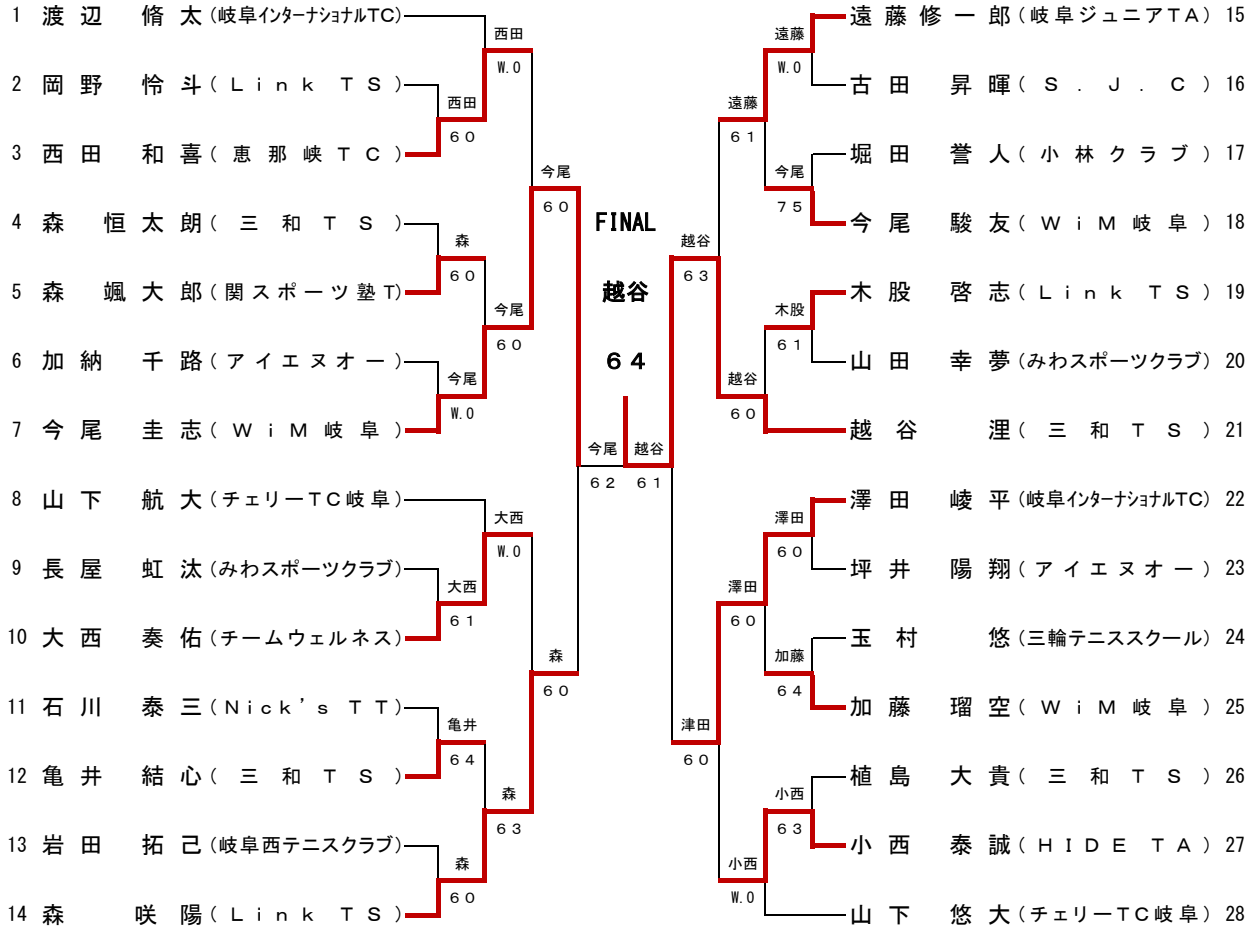 1 渡辺 脩太 (岐阜インターナショナルTC)
2 岡野 怜斗 (Link TS)
3 西田 和喜 (恵那峡TC)
4 森 恒太朗 (三和TS)
5 森 颯大郎 (関スポーツ塾T)
6 加納 千路 (アイエヌオー)
7 今尾 圭志 (WiM岐阜)
8 山下 航大 (チェリーTC岐阜)
9 長屋 虹汰 (みわスポーツクラブ)
10 大西 奏佑 (チームウェルネス)
11 石川 泰三 (Nick's TT)
12 亀井 結心 (三和TS)
13 岩田 拓己 (岐阜西テニスクラブ)
14 森 咲陽 (Link TS)
西田
60
森
60
今尾
W.0
大西
61
亀井
64
森
60
西田
W.0
今尾
60
大西
W.0
森
63
今尾
60
森
60
今尾
62
FINAL
越谷
64
越谷
61
越谷
63
津田
60
遠藤
61
越谷
60
澤田
60
小西
W.0
遠藤
W.0
今尾
75
木股
61
澤田
60
加藤
64
小西
63
遠藤修一郎 (岐阜ジュニアTA) 15
古田 昇暉 (S.J.C) 16
堀田 誉人 (小林クラブ) 17
今尾 駿友 (WiM岐阜) 18
木股 啓志 (Link TS) 19
山田 幸夢 (みわスポーツクラブ) 20
越谷 浬 (三和TS) 21
澤田 崚平 (岐阜インターナショナルTC) 22
坪井 陽翔 (アイエヌオー) 23
玉村 悠 (三輪テニススクール) 24
加藤 瑠空 (WiM岐阜) 25
植島 大貴 (三和TS) 26
小西 泰誠 (HIDE TA) 27
山下 悠大 (チェリーTC岐阜) 28